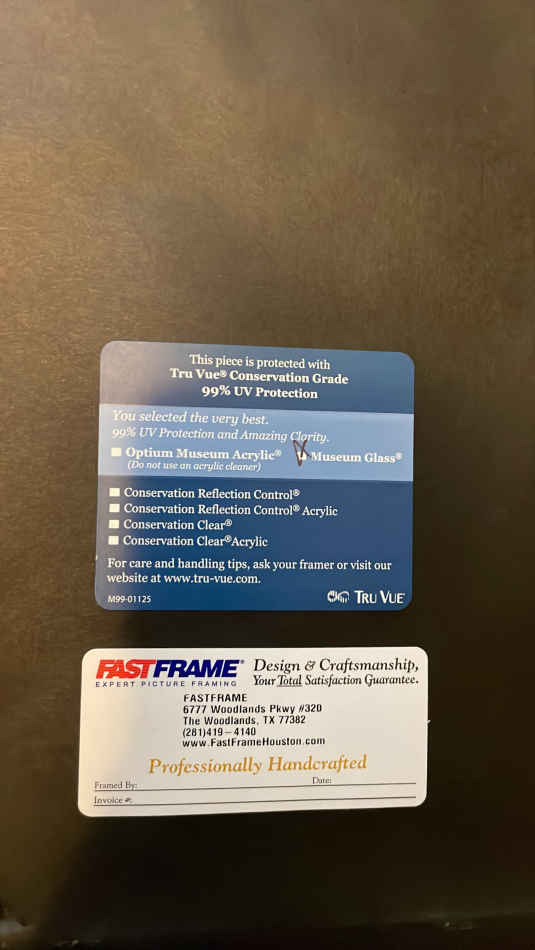 This piece is protected with
Tru Vue® Conservation Grade
99% UV Protection
You selected the very best.
99% UV Protection and Amazing Clarity.
Optium Museum Acrylic®
Museum Glass®
(Do not use an acrylic cleaner)
Conservation Reflection Control®
Conservation Reflection Control® Acrylic
Conservation Clear®
Conservation Clear®Acrylic
For care and handling tips, ask your framer or visit our
website at www.tru-vue.com.
M99-01125
TRU VUE
FASTFRAME®
EXPERT PICTURE FRAMING
Design & Craftsmanship,
Your Total Satisfaction Guarantee.
FASTFRAME
6777 Woodlands Pkwy #320
The Woodlands, TX 77382
(281)419-4140
www.FastFrameHouston.com
Professionally Handcrafted
Framed By: Date:
Invoice #: